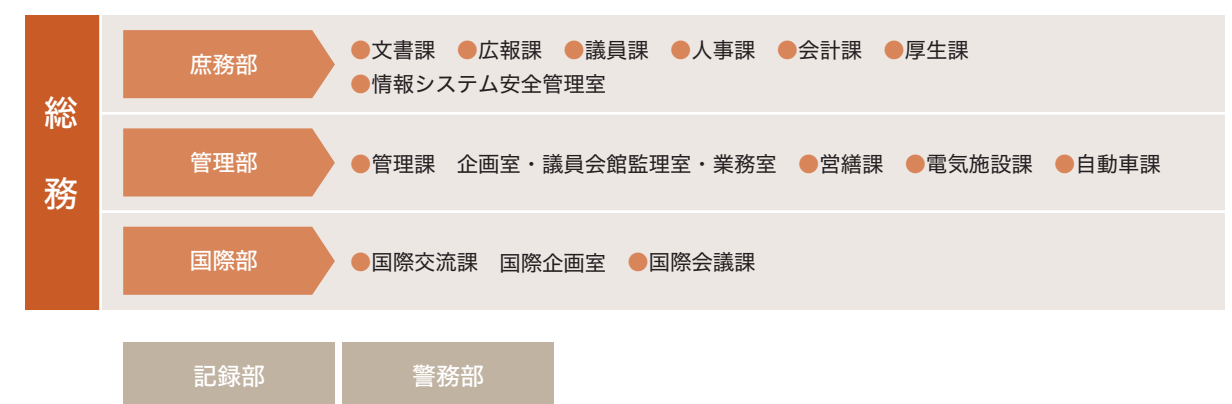 総務
庶務部
●文書課 ●広報課 ●議員課 ●人事課 ●会計課 ●厚生課
●情報システム安全管理室
管理部
●管理課 企画室・議員会館監理室・業務室 ●営繕課 ●電気施設課 ●自動車課
国際部
●国際交流課 国際企画室 ●国際会議課
記録部
警務部